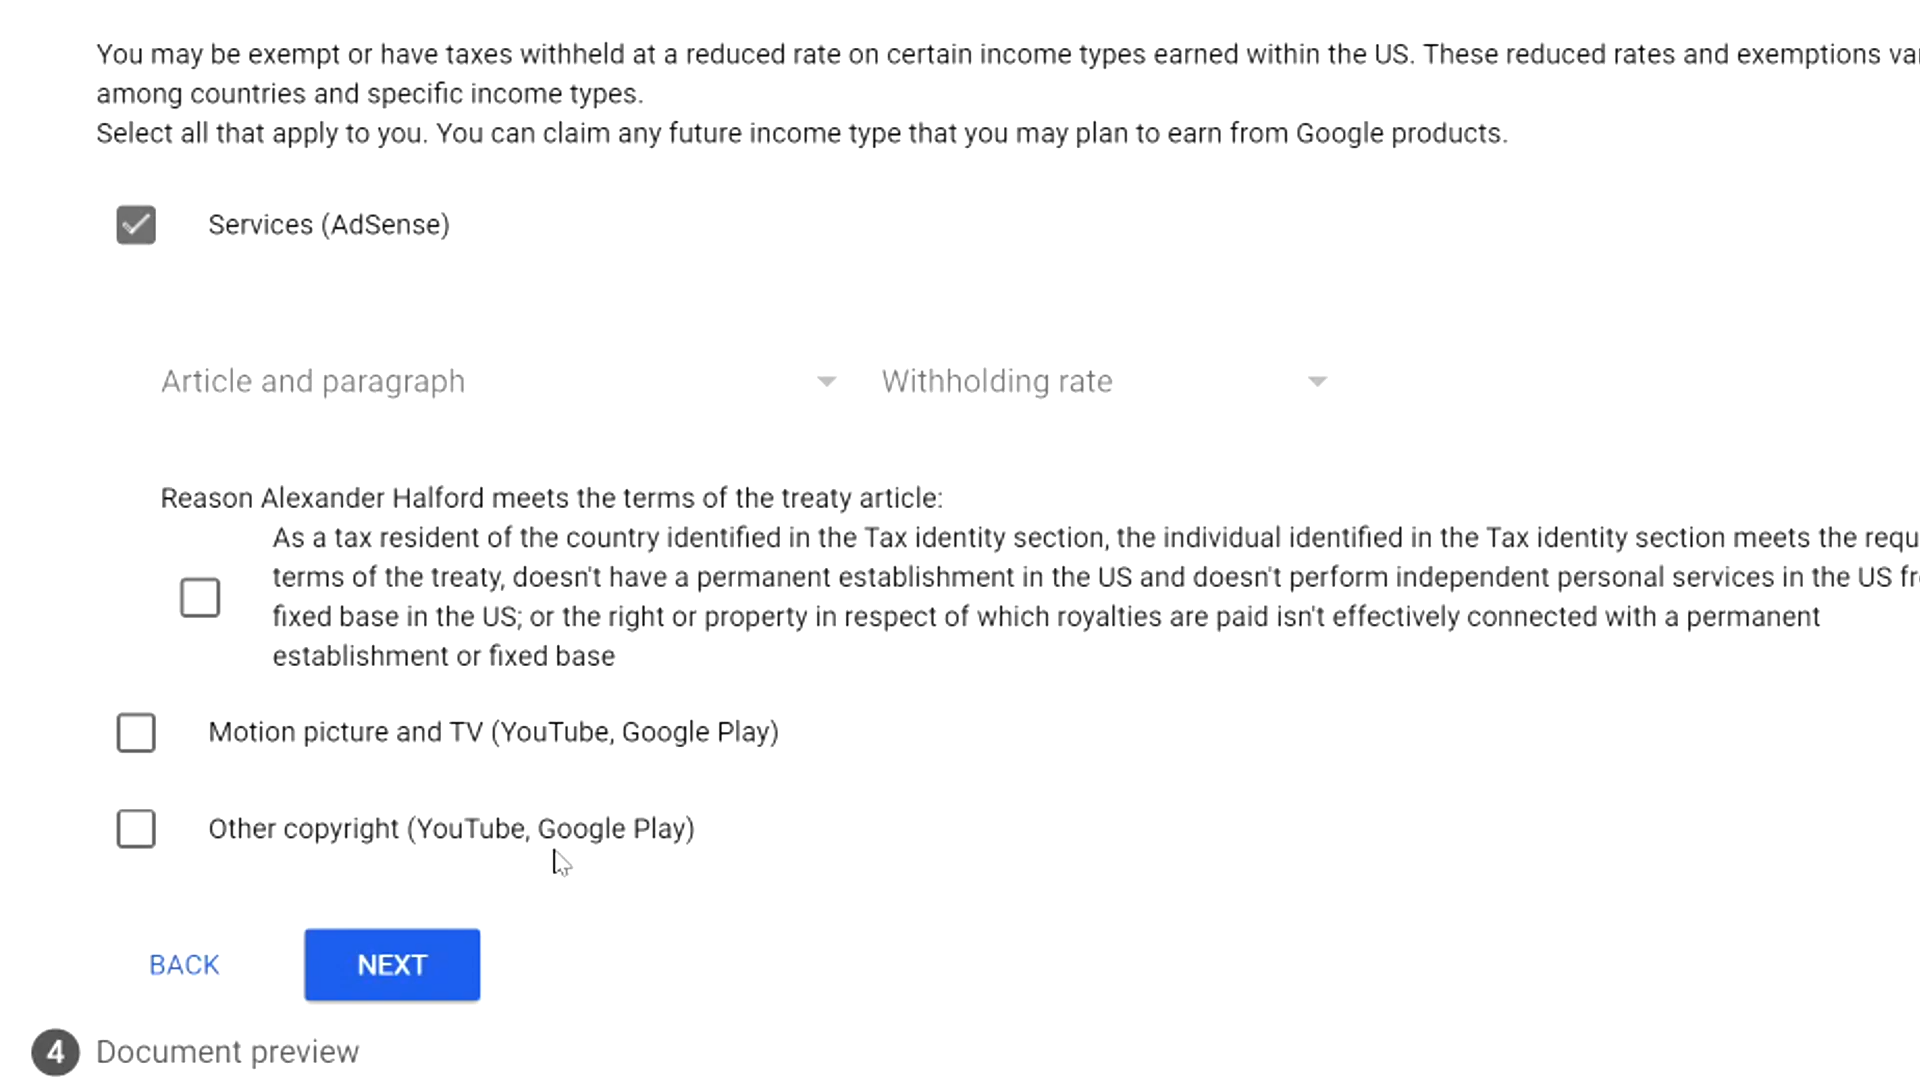 You may be exempt or have taxes withheld at a reduced rate on certain income types earned within the US. These reduced rates and exemptions
among countries and specific income types.
Select all that apply to you. You can claim any future income type that you may plan to earn from Google products.
Services (AdSense)
Article and paragraph Withholding rate
Reason Alexander Halford meets the terms of the treaty article:
As a tax resident of the country identified in the Tax identity section, the individual identified in the Tax identity section meets the
terms of the treaty, doesn't have a permanent establishment in the US and doesn't perform independent personal services in the US
fixed base in the US; or the right or property in respect of which royalties are paid isn't effectively connected with a permanent
establishment or fixed base
Motion picture and TV (YouTube, Google Play)
Other copyright (YouTube, Google Play)
BACK NEXT
4 Document preview